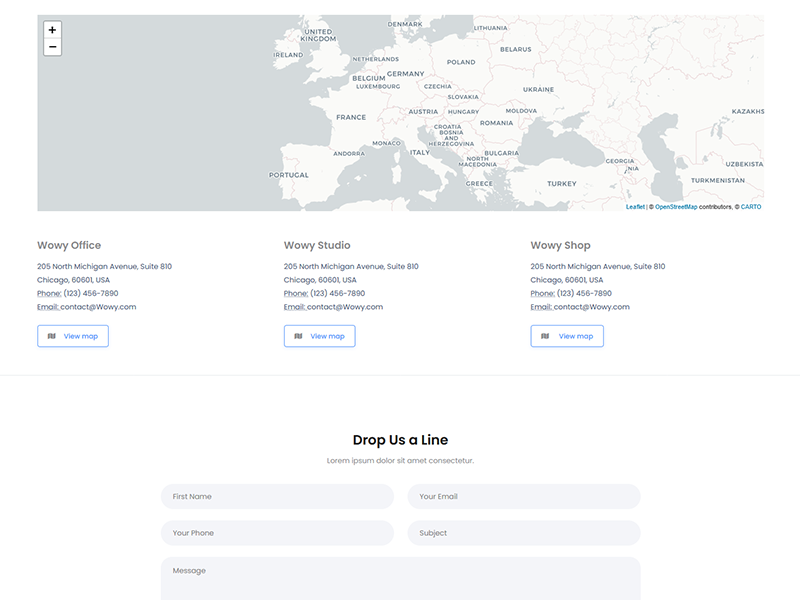 +
−
DENMARK
LITHUANIA
UNITED
KINGDOM
BELARUS
IRELAND
NETHERLANDS
POLAND
BELGIUM
GERMANY
LUXEMBOURG
CZECHIA
UKRAINE
SLOVAKIA
AUSTRIA
HUNGARY
MOLDOVA
KAZAKHS
FRANCE
ROMANIA
CROATIA
BOSNIA
AND
HERZEGOVINA
MONACO
ANDORRA
ITALY
BULGARIA
NORTH
MACEDONIA
GEORGIA
UZBEKISTA
NIA
PORTUGAL
GREECE
TURKEY
TURKMENISTAN
Leaflet | © OpenStreetMap contributors, © CARTO
Wowy Office
205 North Michigan Avenue, Suite 810
Chicago, 60601, USA
Phone: (123) 456-7890
Email: contact@Wowy.com
View map
Wowy Studio
205 North Michigan Avenue, Suite 810
Chicago, 60601, USA
Phone: (123) 456-7890
Email: contact@Wowy.com
View map
Wowy Shop
205 North Michigan Avenue, Suite 810
Chicago, 60601, USA
Phone: (123) 456-7890
Email: contact@Wowy.com
View map
Drop Us a Line
Lorem ipsum dolor sit amet consectetur.
First Name
Your Email
Your Phone
Subject
Message